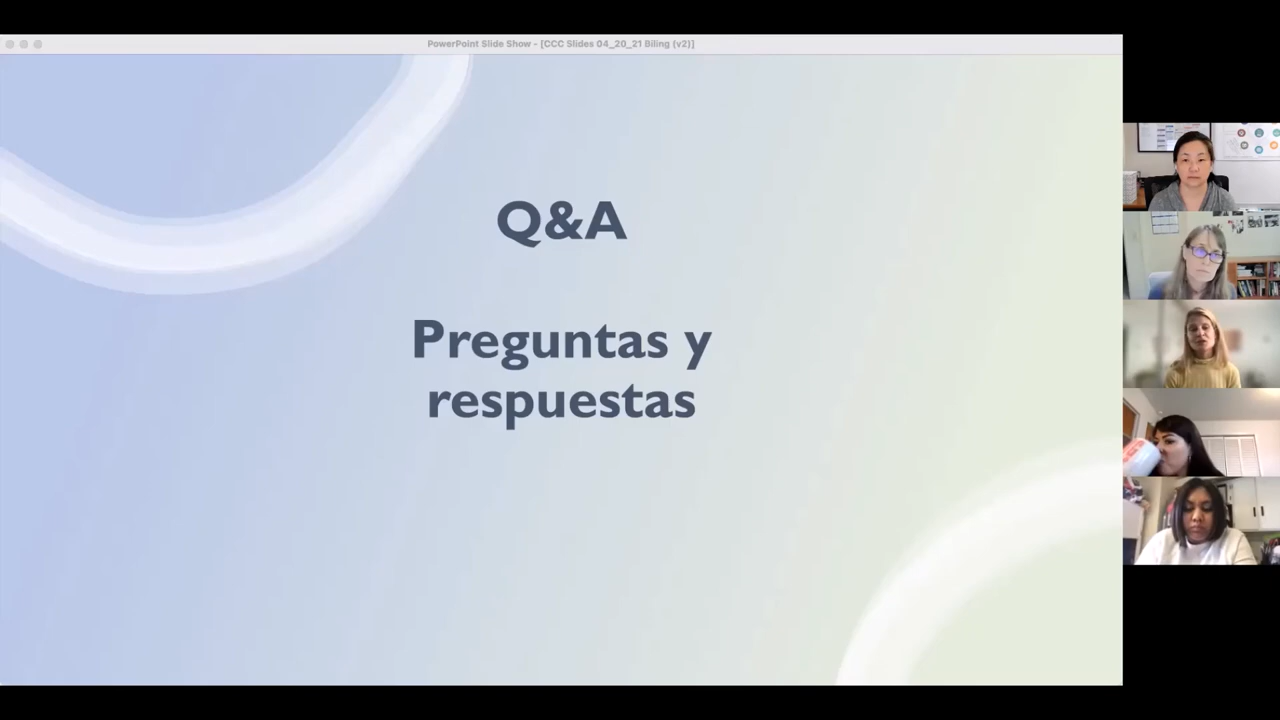 PowerPoint Slide Show - [CCC Slides 04_20_21 Biling (v2)]
Q&A
Preguntas y
respuestas